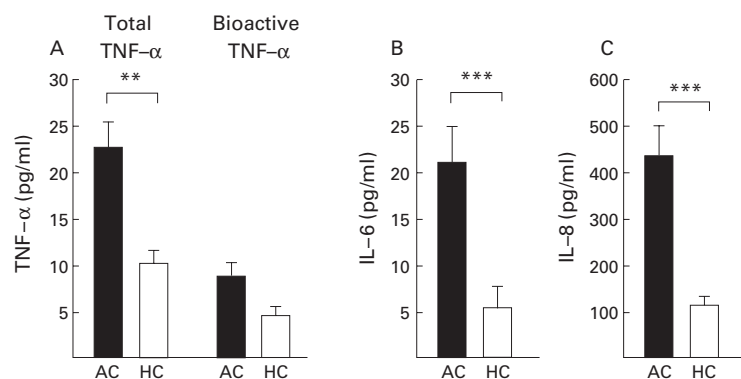 Total Bioactive
A TNF–α TNF–α B C
30 30 600
** *** ***
25 25 500
20 20 400
15 15 300
10 10 200
5 5 100
TNF–α (pg/ml)
IL–6 (pg/ml)
IL–8 (pg/ml)
AC HC AC HC AC HC AC HC